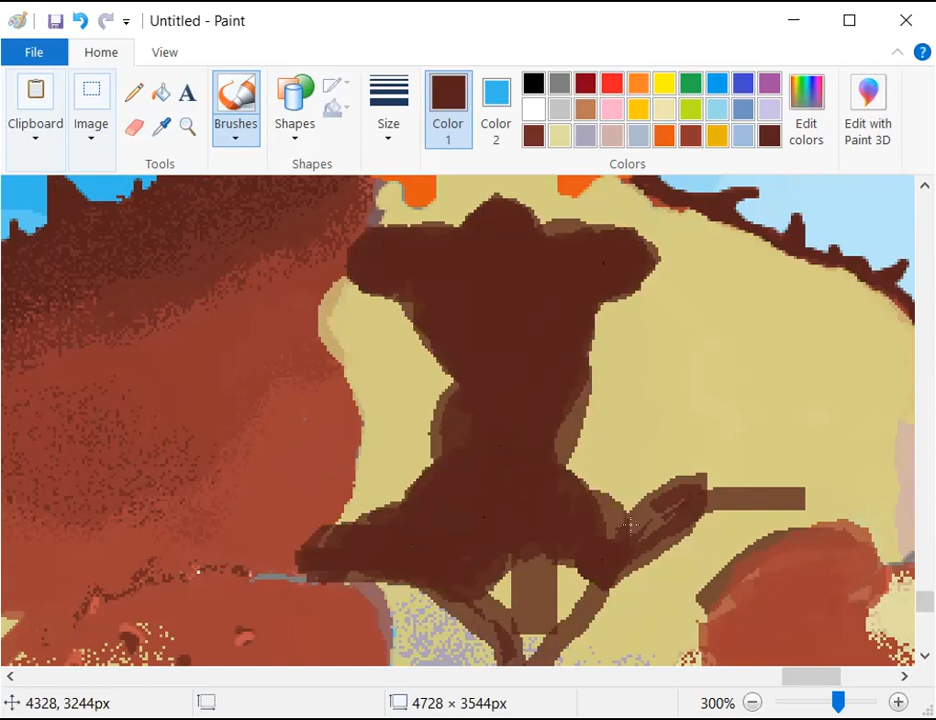 Untitled - Paint
File Home View
Clipboard
Image
Tools
Brushes
Shapes
Shapes
Size
Color 1
Color 2
Colors
Edit colors
Edit with Paint 3D
4328, 3244px
4728 × 3544px
300%